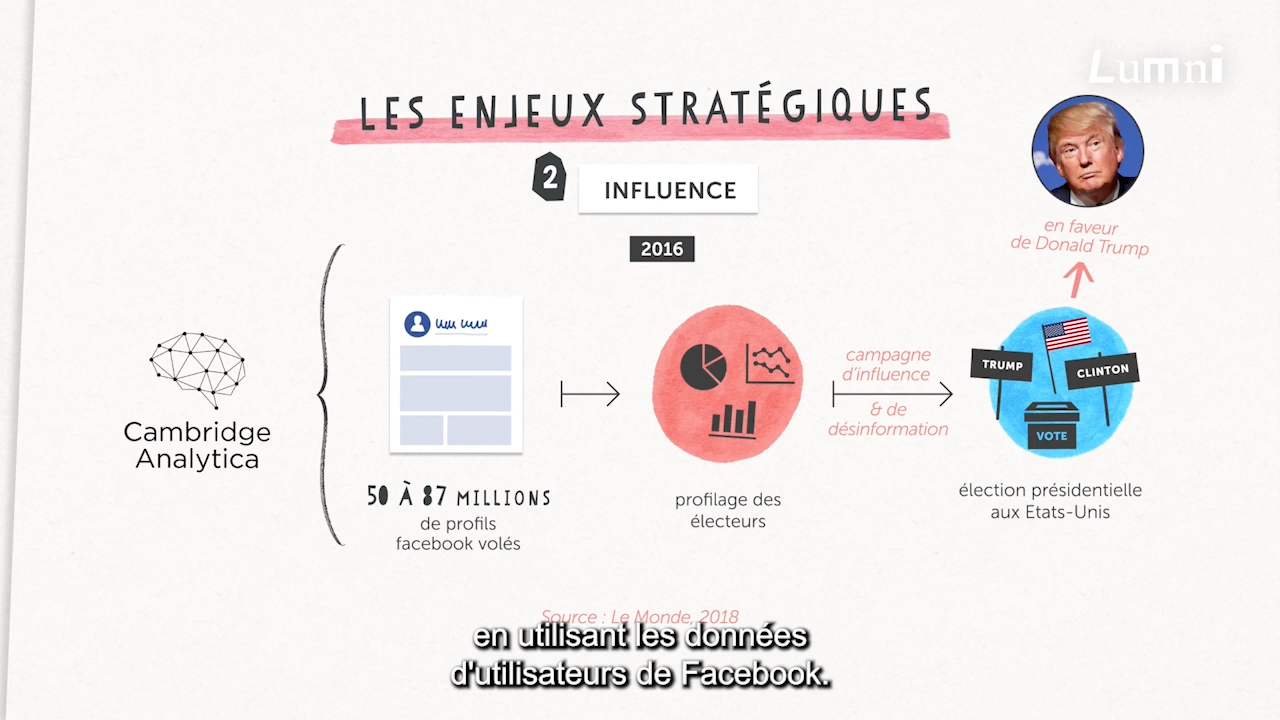 Lumni
LES ENJEUX STRATÉGIQUES
2
INFLUENCE
2016
en faveur
de Donald Trump
Cambridge
Analytica
50 À 87 MILLIONS
de profils
facebook volés
profilage des
électeurs
campagne
d'influence
& de
désinformation
TRUMP
CLINTON
VOTE
élection présidentielle
aux Etats-Unis
Source : Le Monde, 2018
en utilisant les données
d'utilisateurs de Facebook.